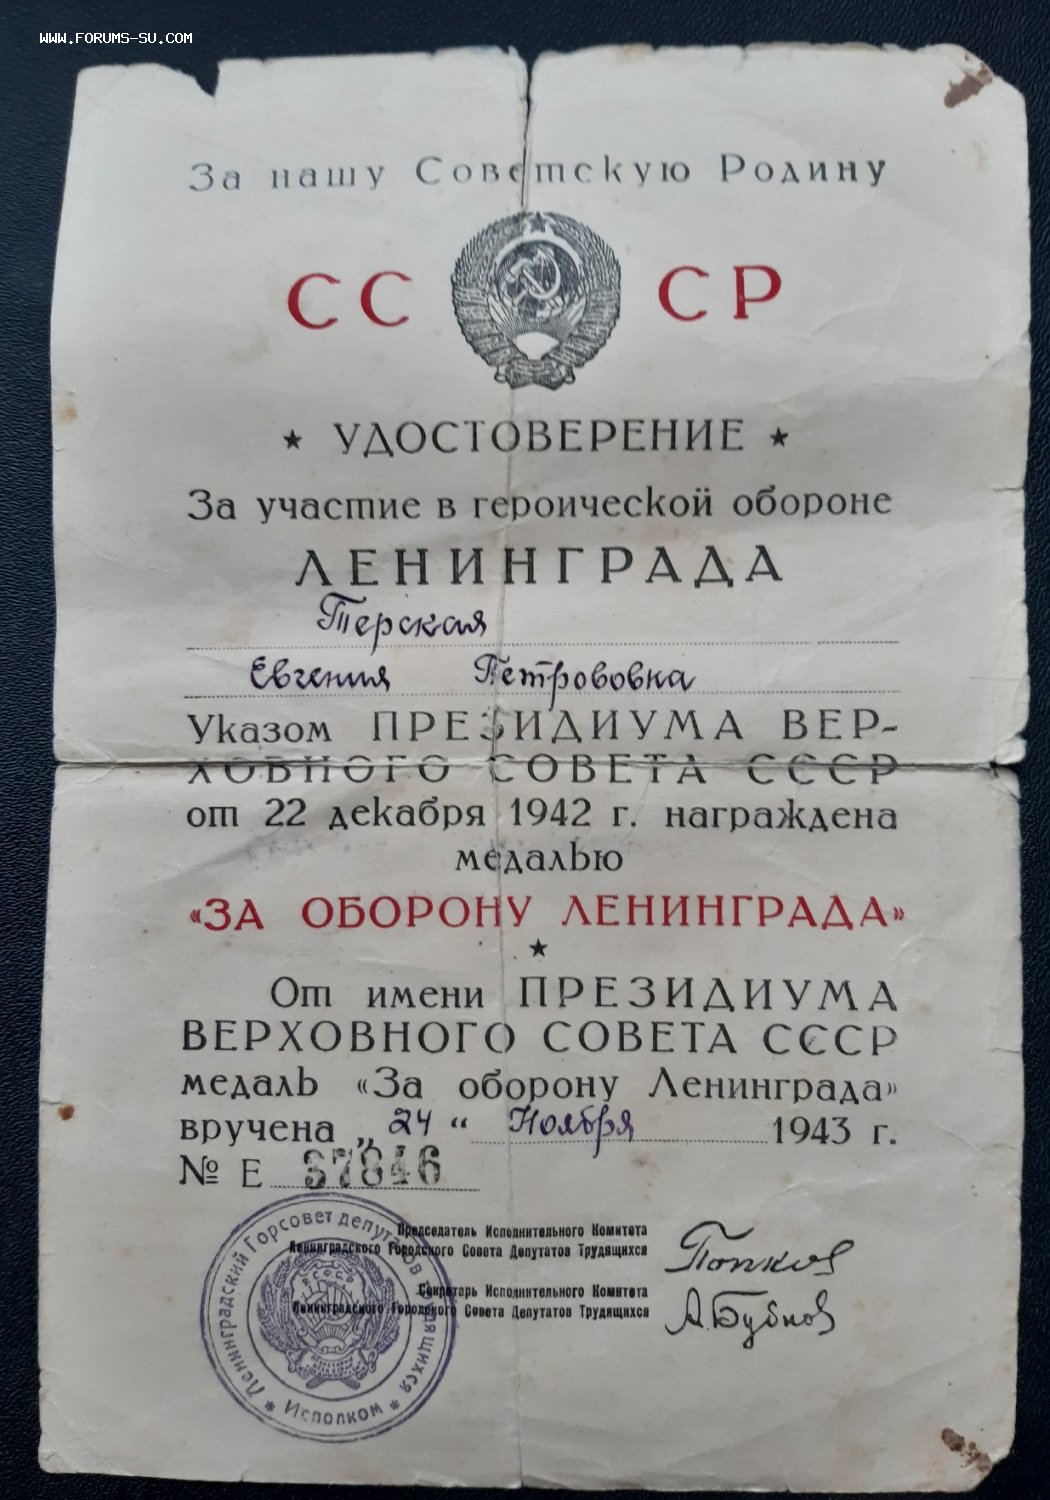 WWW.FORUMS-SU.COM
За нашу Советскую Родину
СС СР
★ УДОСТОВЕРЕНИЕ ★
За участие в героической обороне
ЛЕНИНГРАДА
Терская
Евгения Петрововка
Указом ПРЕЗИДИУМА ВЕР-
ХОВНОГО СОВЕТА СССР
от 22 декабря 1942 г. награждена
медалью
«ЗА ОБОРОНУ ЛЕНИНГРАДА»
★
От имени ПРЕЗИДИУМА
ВЕРХОВНОГО СОВЕТА СССР
медаль «За оборону Ленинграда»
вручена „24“ Ноября 1943 г.
№ Е 37846
Председатель Исполнительного Комитета
Ленинградского Городского Совета Депутатов Трудящихся
Попков
Секретарь Исполнительного Комитета
Ленинградского Городского Совета Депутатов Трудящихся
А. Бубнов
Ленинградский Горсовет депутатов трудящихся
* Исполком *
РСФСР